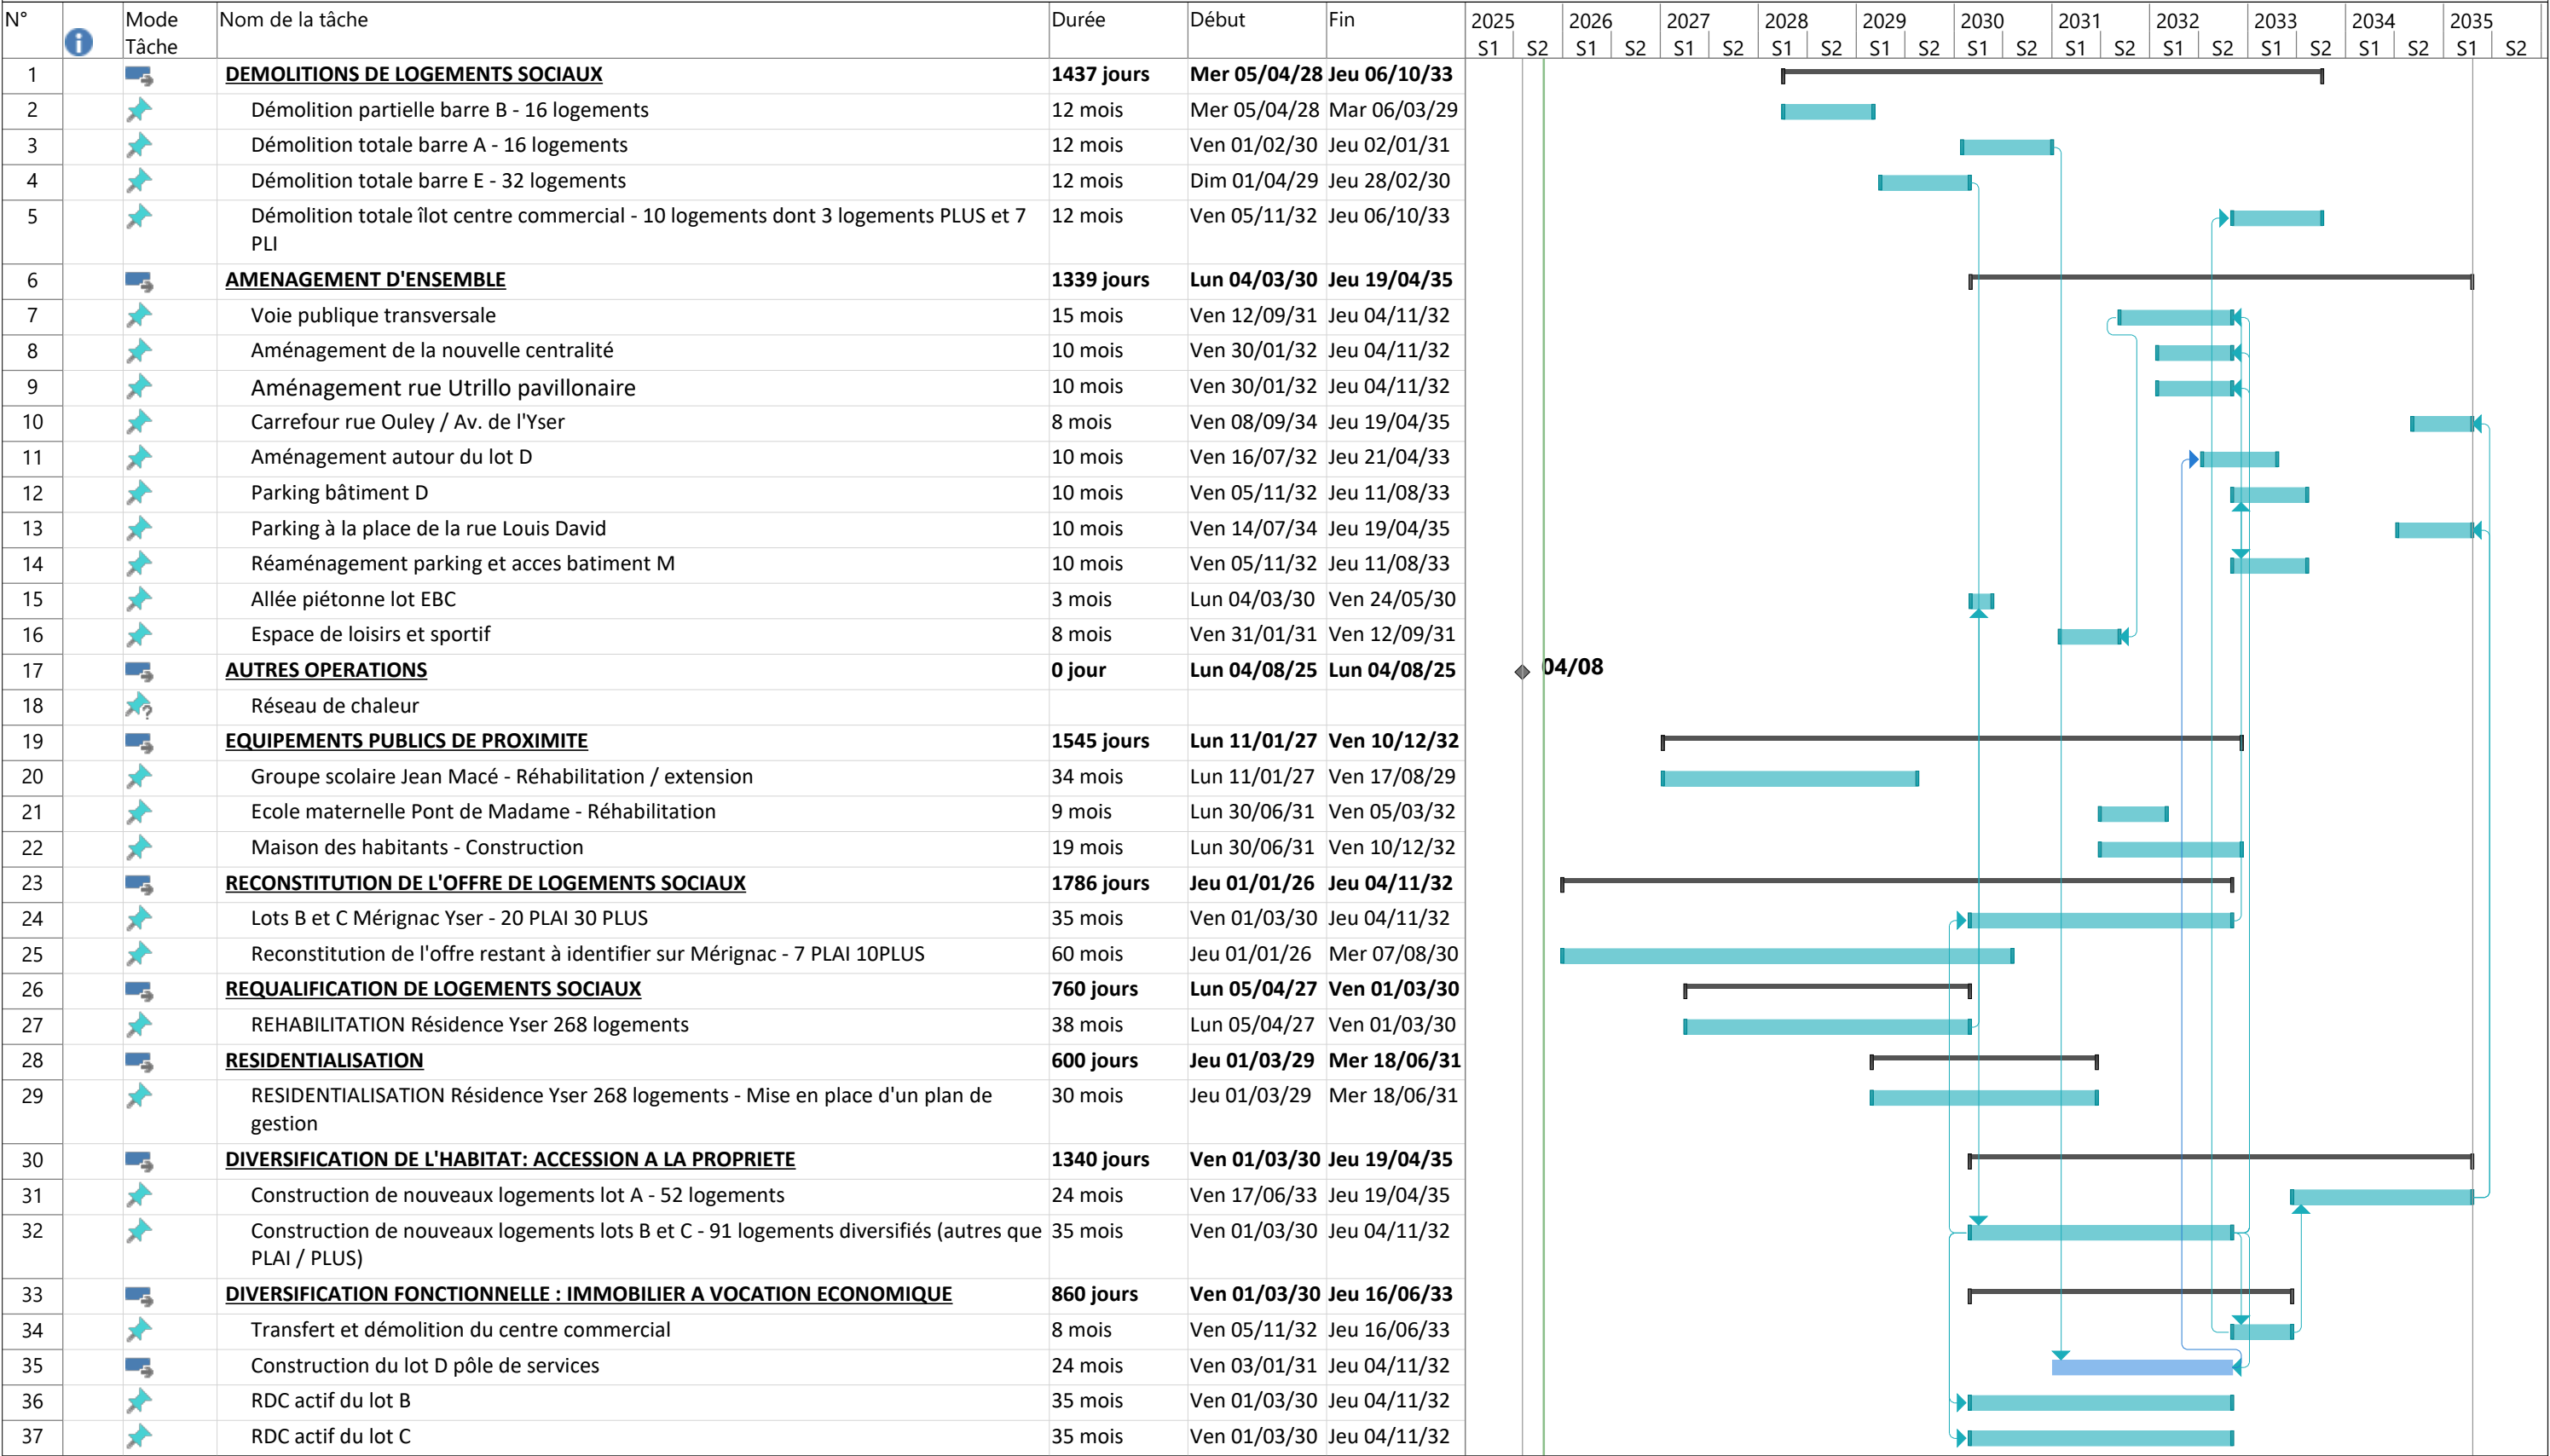 N° Mode Tâche Nom de la tâche Durée Début Fin 2025 2026 2027 2028 2029 2030 2031 2032 2033 2034 2035
S1 S2 S1 S2 S1 S2 S1 S2 S1 S2 S1 S2 S1 S2 S1 S2 S1 S2 S1 S2 S1 S2
1 DEMOLITIONS DE LOGEMENTS SOCIAUX 1437 jours Mer 05/04/28 Jeu 06/10/33
2 Démolition partielle barre B - 16 logements 12 mois Mer 05/04/28 Mar 06/03/29
3 Démolition totale barre A - 16 logements 12 mois Ven 01/02/30 Jeu 02/01/31
4 Démolition totale barre E - 32 logements 12 mois Dim 01/04/29 Jeu 28/02/30
5 Démolition totale îlot centre commercial - 10 logements dont 3 logements PLUS et 7 12 mois Ven 05/11/32 Jeu 06/10/33
PLI
6 AMENAGEMENT D'ENSEMBLE 1339 jours Lun 04/03/30 Jeu 19/04/35
7 Voie publique transversale 15 mois Ven 12/09/31 Jeu 04/11/32
8 Aménagement de la nouvelle centralité 10 mois Ven 30/01/32 Jeu 04/11/32
9 Aménagement rue Utrillo pavillonaire 10 mois Ven 30/01/32 Jeu 04/11/32
10 Carrefour rue Ouley / Av. de l'Yser 8 mois Ven 08/09/34 Jeu 19/04/35
11 Aménagement autour du lot D 10 mois Ven 16/07/32 Jeu 21/04/33
12 Parking bâtiment D 10 mois Ven 05/11/32 Jeu 11/08/33
13 Parking à la place de la rue Louis David 10 mois Ven 14/07/34 Jeu 19/04/35
14 Réaménagement parking et acces batiment M 10 mois Ven 05/11/32 Jeu 11/08/33
15 Allée piétonne lot EBC 3 mois Lun 04/03/30 Ven 24/05/30
16 Espace de loisirs et sportif 8 mois Ven 31/01/31 Ven 12/09/31
17 AUTRES OPERATIONS 0 jour Lun 04/08/25 Lun 04/08/25 04/08
18 Réseau de chaleur
19 EQUIPEMENTS PUBLICS DE PROXIMITE 1545 jours Lun 11/01/27 Ven 10/12/32
20 Groupe scolaire Jean Macé - Réhabilitation / extension 34 mois Lun 11/01/27 Ven 17/08/29
21 Ecole maternelle Pont de Madame - Réhabilitation 9 mois Lun 30/06/31 Ven 05/03/32
22 Maison des habitants - Construction 19 mois Lun 30/06/31 Ven 10/12/32
23 RECONSTITUTION DE L'OFFRE DE LOGEMENTS SOCIAUX 1786 jours Jeu 01/01/26 Jeu 04/11/32
24 Lots B et C Mérignac Yser - 20 PLAI 30 PLUS 35 mois Ven 01/03/30 Jeu 04/11/32
25 Reconstitution de l'offre restant à identifier sur Mérignac - 7 PLAI 10PLUS 60 mois Jeu 01/01/26 Mer 07/08/30
26 REQUALIFICATION DE LOGEMENTS SOCIAUX 760 jours Lun 05/04/27 Ven 01/03/30
27 REHABILITATION Résidence Yser 268 logements 38 mois Lun 05/04/27 Ven 01/03/30
28 RESIDENTIALISATION 600 jours Jeu 01/03/29 Mer 18/06/31
29 RESIDENTIALISATION Résidence Yser 268 logements - Mise en place d'un plan de 30 mois Jeu 01/03/29 Mer 18/06/31
gestion
30 DIVERSIFICATION DE L'HABITAT: ACCESSION A LA PROPRIETE 1340 jours Ven 01/03/30 Jeu 19/04/35
31 Construction de nouveaux logements lot A - 52 logements 24 mois Ven 17/06/33 Jeu 19/04/35
32 Construction de nouveaux logements lots B et C - 91 logements diversifiés (autres que 35 mois Ven 01/03/30 Jeu 04/11/32
PLAI / PLUS)
33 DIVERSIFICATION FONCTIONNELLE : IMMOBILIER A VOCATION ECONOMIQUE 860 jours Ven 01/03/30 Jeu 16/06/33
34 Transfert et démolition du centre commercial 8 mois Ven 05/11/32 Jeu 16/06/33
35 Construction du lot D pôle de services 24 mois Ven 03/01/31 Jeu 04/11/32
36 RDC actif du lot B 35 mois Ven 01/03/30 Jeu 04/11/32
37 RDC actif du lot C 35 mois Ven 01/03/30 Jeu 04/11/32